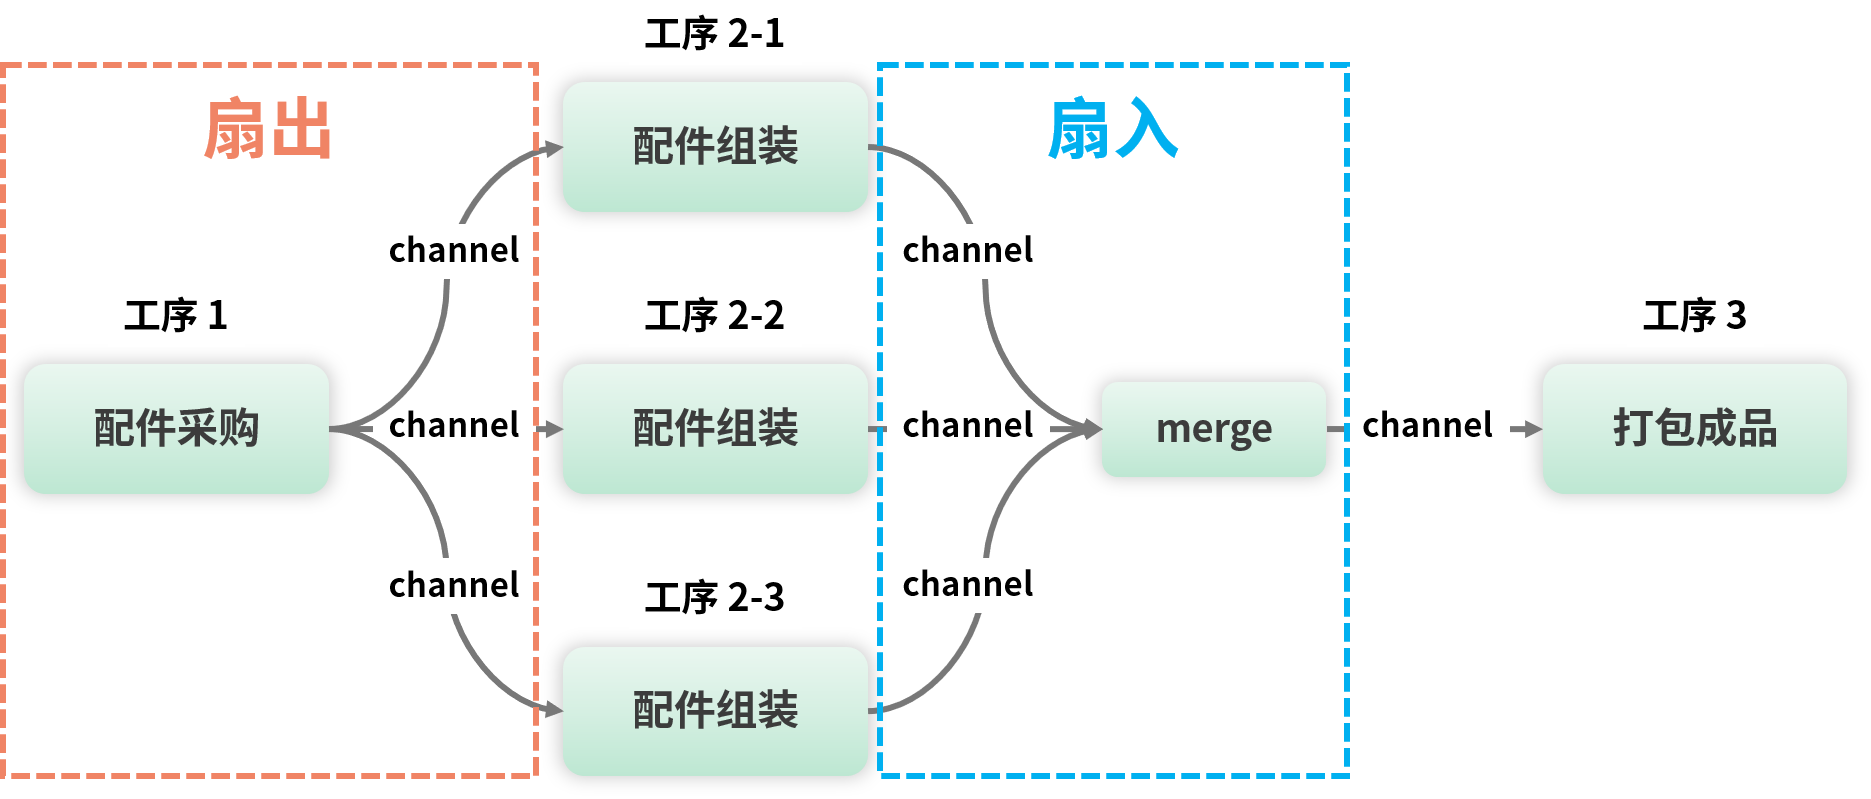 工序 2-1
扇出
配件组装
扇入
channel
channel
工序 1
工序 2-2
工序 3
配件采购
channel
配件组装
channel
merge
channel
打包成品
channel
channel
工序 2-3
配件组装